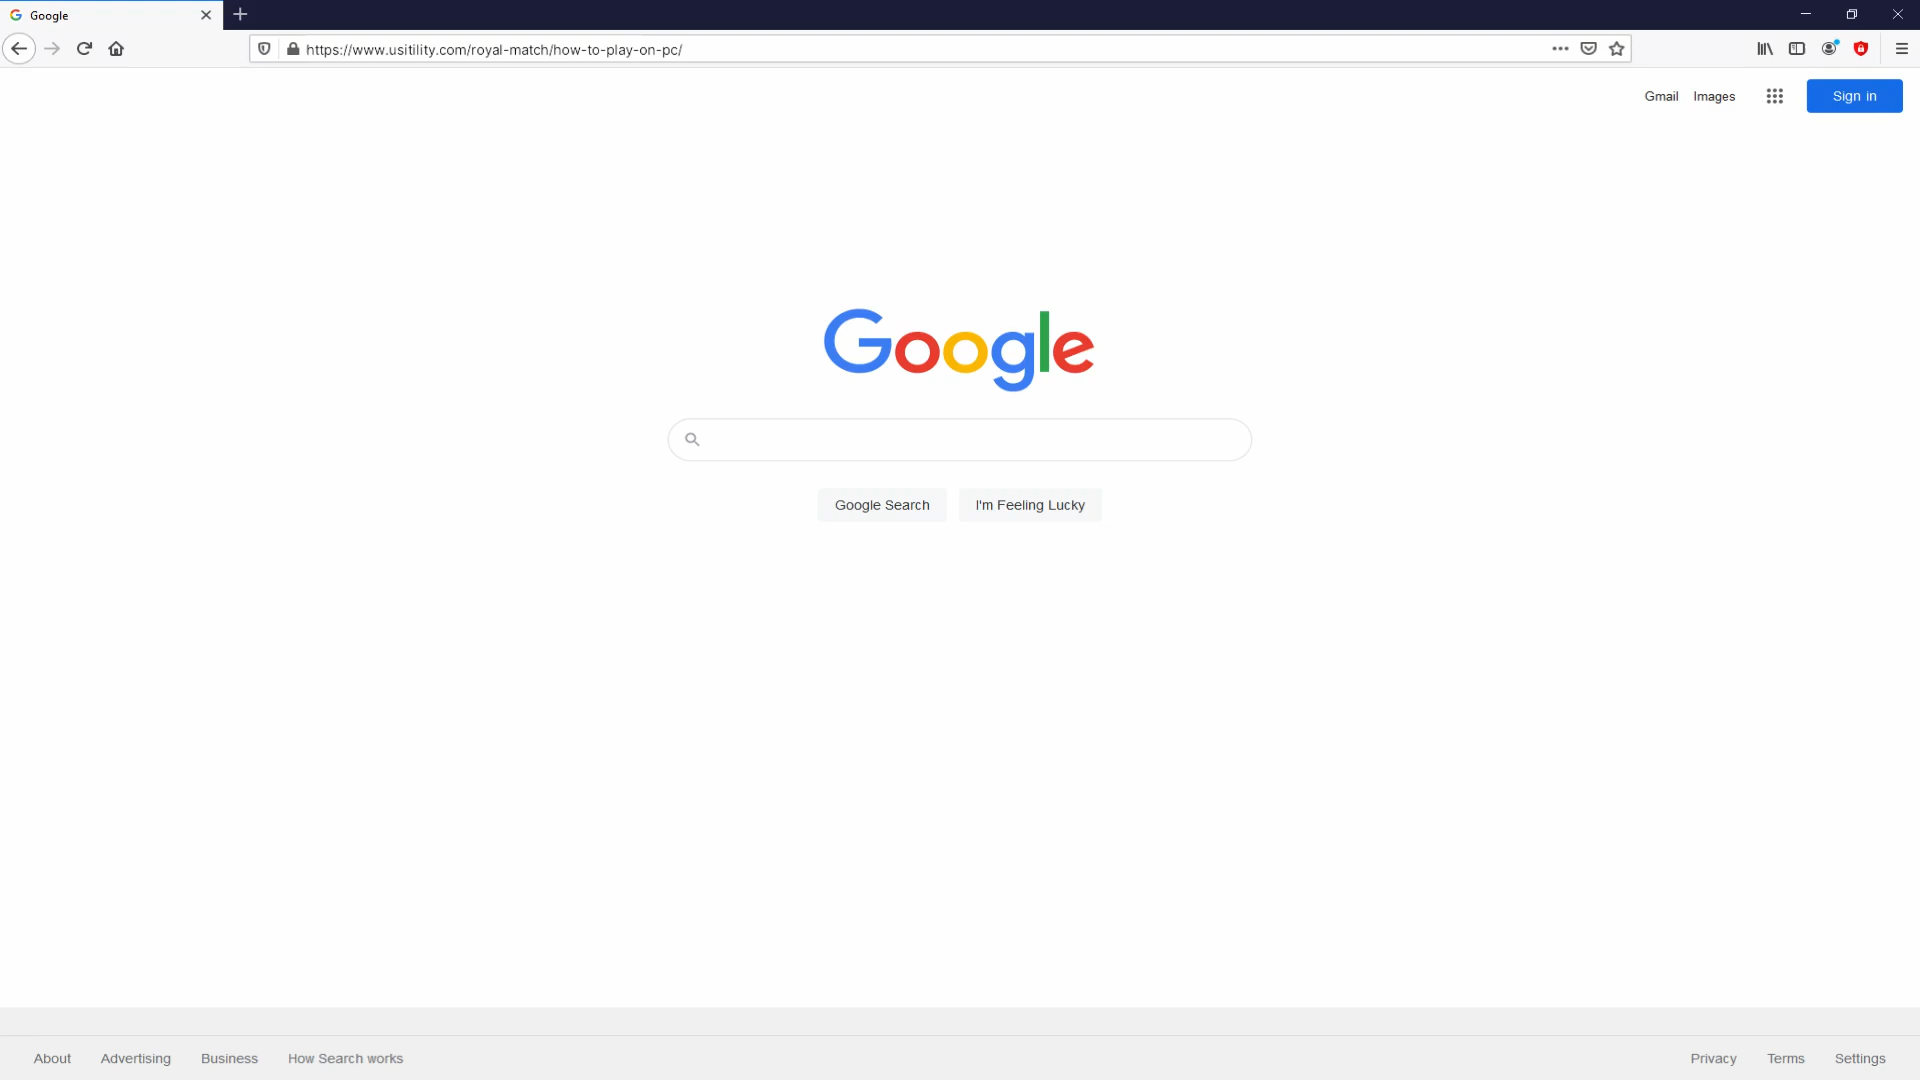 Google
https://www.usitility.com/royal-match/how-to-play-on-pc/
Gmail Images Sign in
Google
Google Search I'm Feeling Lucky
About Advertising Business How Search works Privacy Terms Settings